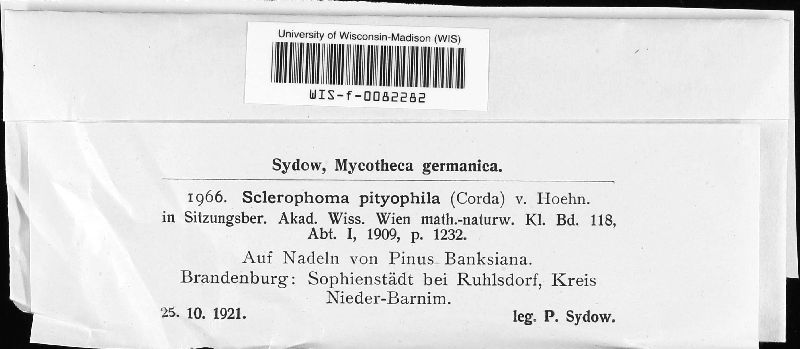 University of Wisconsin-Madison (WIS)
WIS-f-0082282
Sydow, Mycotheca germanica.
1966. Sclerophoma pityophila (Corda) v. Hoehn.
in Sitzungsber. Akad. Wiss. Wien math.-naturw. Kl. Bd. 118,
Abt. I, 1909, p. 1232.
Auf Nadeln von Pinus Banksiana.
Brandenburg: Sophienstädt bei Ruhlsdorf, Kreis
Nieder-Barnim.
25. 10. 1921. leg. P. Sydow.